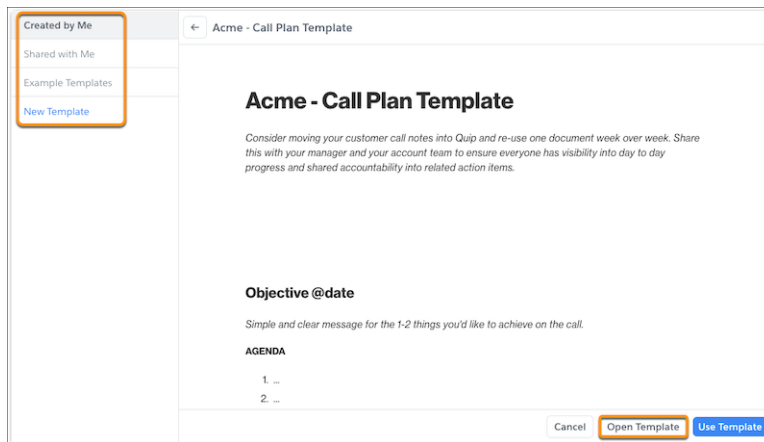 Created by Me
Shared with Me
Example Templates
New Template
← Acme - Call Plan Template
Acme - Call Plan Template
Consider moving your customer call notes into Quip and re-use one document week over week. Share
this with your manager and your account team to ensure everyone has visibility into day to day
progress and shared accountability into related action items.
Objective @date
Simple and clear message for the 1-2 things you'd like to achieve on the call.
AGENDA
1. ...
2. ...
Cancel Open Template Use Template